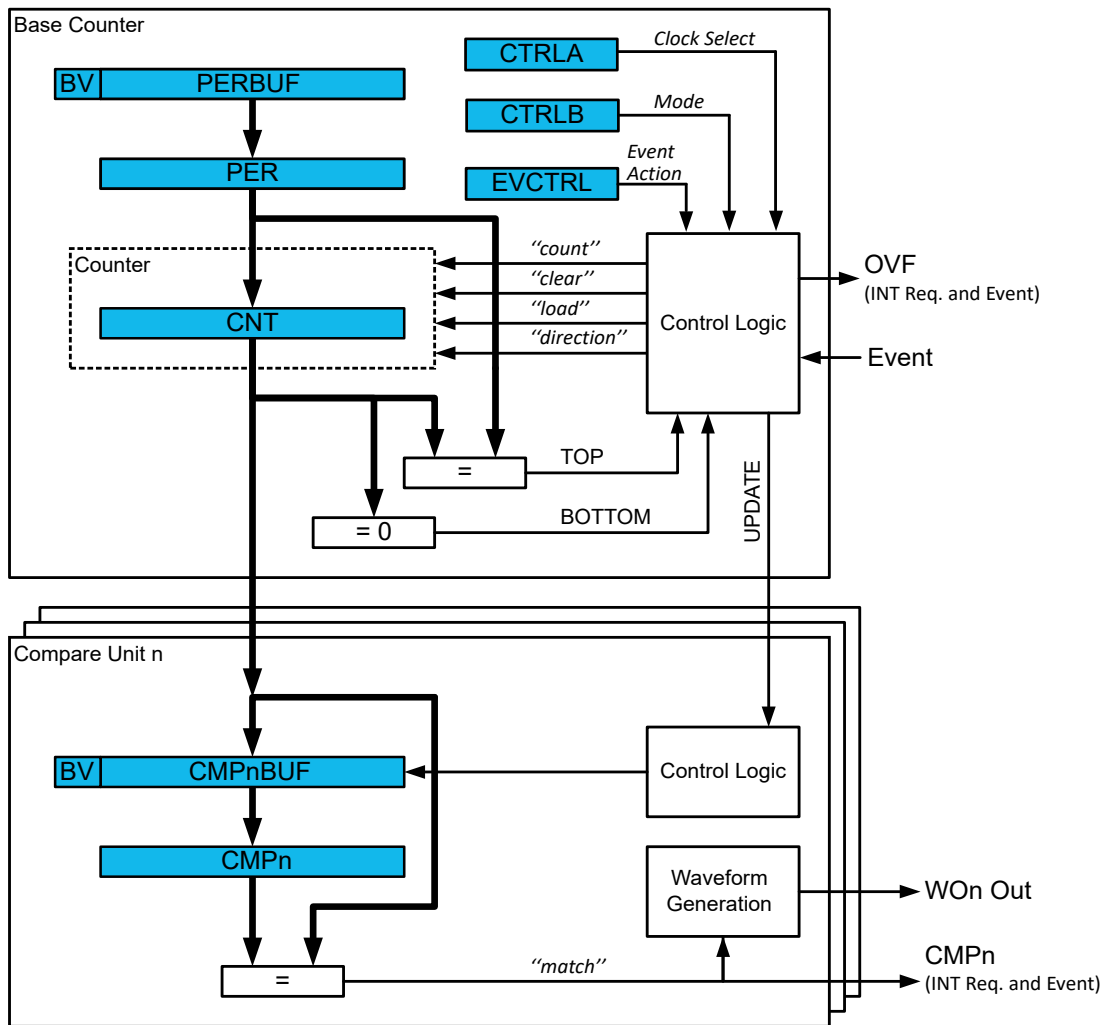 Base Counter
CTRLA
Clock Select
BV
PERBUF
CTRLB
Mode
PER
EVCTRL
Event
Action
Counter
"count"
"clear"
"load"
"direction"
CNT
Control Logic
OVF
(INT Req. and Event)
Event
=
TOP
= 0
BOTTOM
UPDATE
Compare Unit n
BV
CMPnBUF
Control Logic
CMPn
Waveform
Generation
WOn Out
=
"match"
CMPn
(INT Req. and Event)